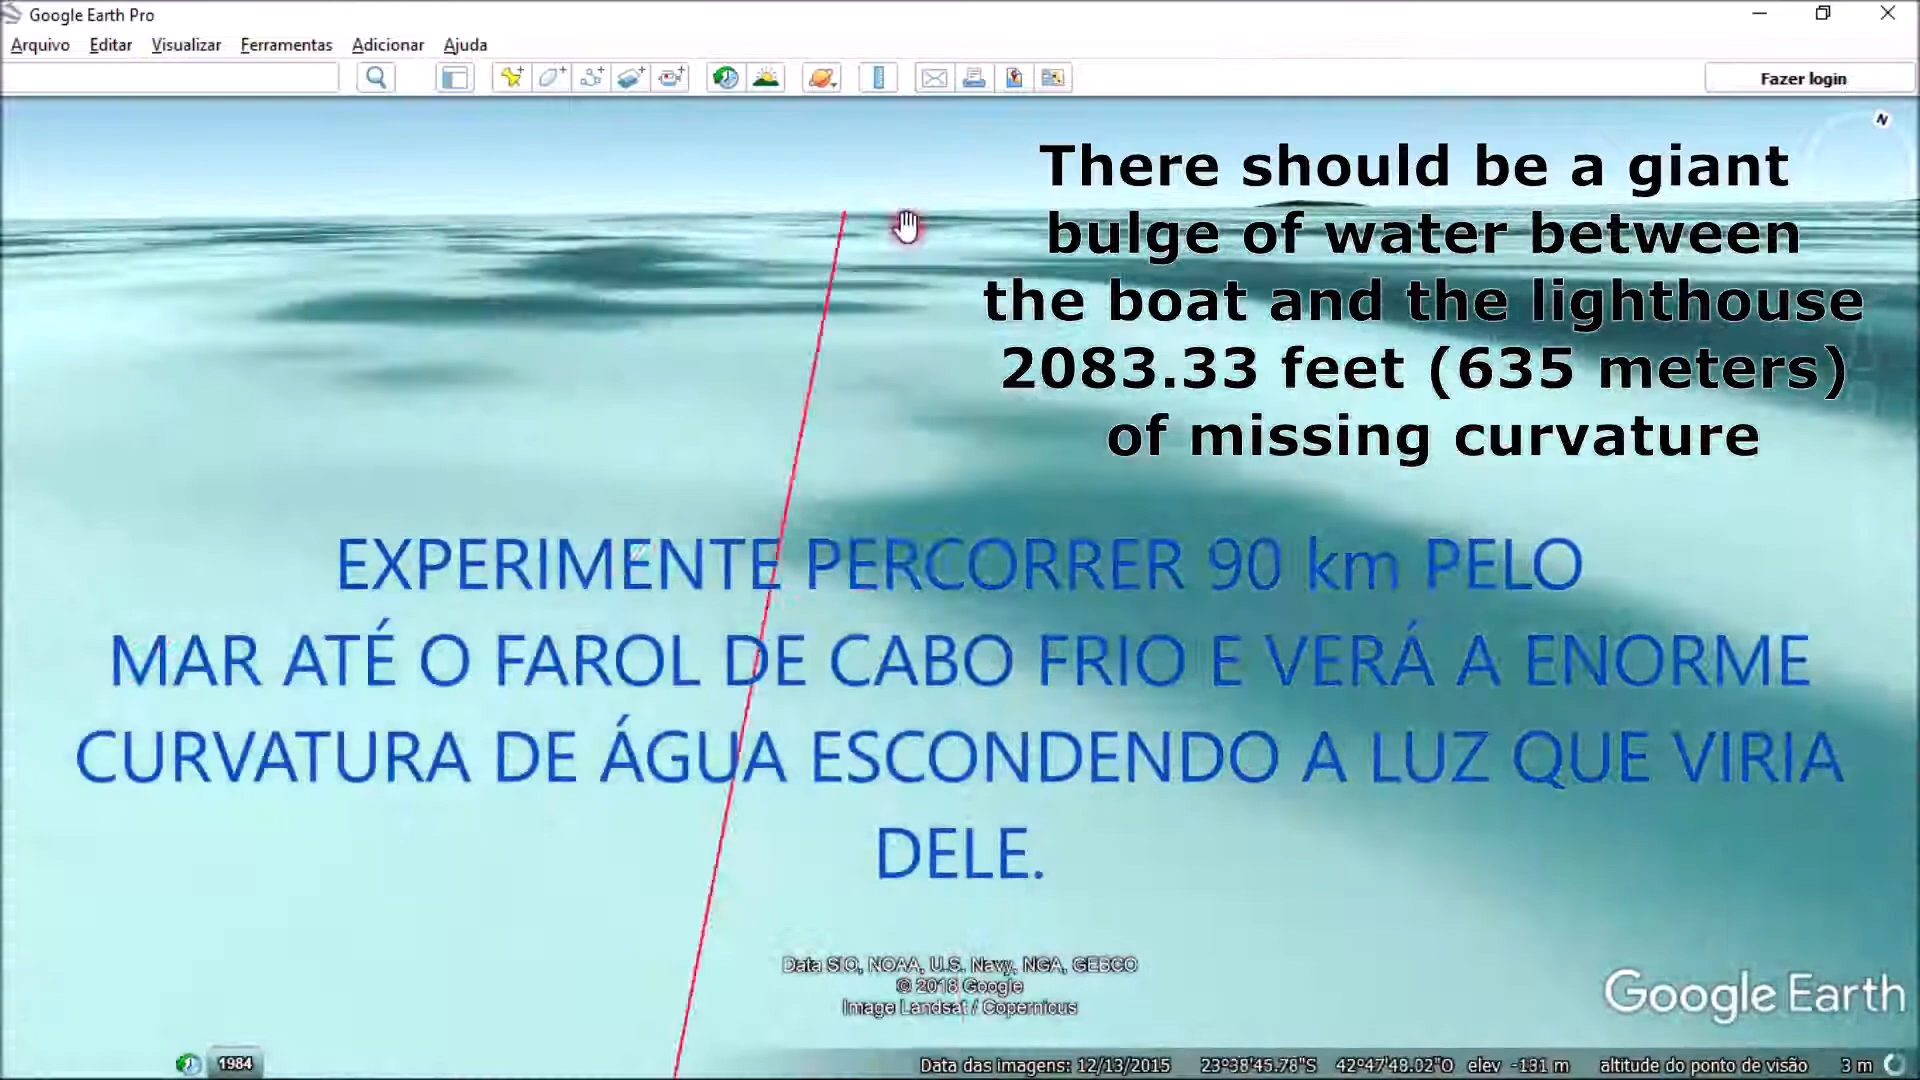 Google Earth Pro
Arquivo Editar Visualizar Ferramentas Adicionar Ajuda
Fazer login
N
There should be a giant
bulge of water between
the boat and the lighthouse
2083.33 feet (635 meters)
of missing curvature
EXPERIMENTE PERCORRER 90 km PELO
MAR ATÉ O FAROL DE CABO FRIO E VERÁ A ENORME
CURVATURA DE ÁGUA ESCONDENDO A LUZ QUE VIRIA
DELE.
Data SIO, NOAA, U.S. Navy, NGA, GEBCO
© 2018 Google
Image Landsat / Copernicus
Google Earth
1984
Data das imagens: 12/13/2015 23°38'45.78"S 42°47'48.02"O elev -131 m altitude do ponto de visão 3 m